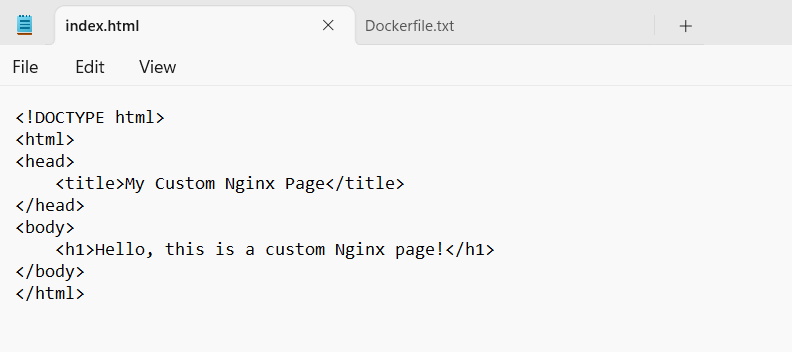 index.html
Dockerfile.txt
File Edit View
<!DOCTYPE html>
<html>
<head>
    <title>My Custom Nginx Page</title>
</head>
<body>
    <h1>Hello, this is a custom Nginx page!</h1>
</body>
</html>